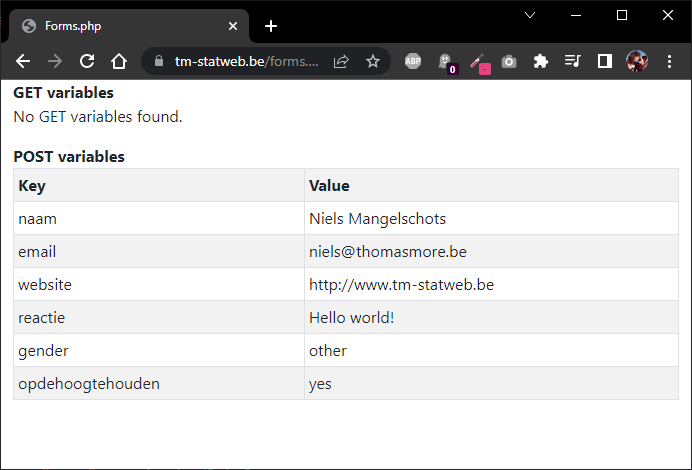 Forms.php
tm-statweb.be/forms....
ABP
0
-
GET variables
No GET variables found.
POST variables
Key Value
naam Niels Mangelschots
email niels@thomasmore.be
website http://www.tm-statweb.be
reactie Hello world!
gender other
opdehoogtehouden yes